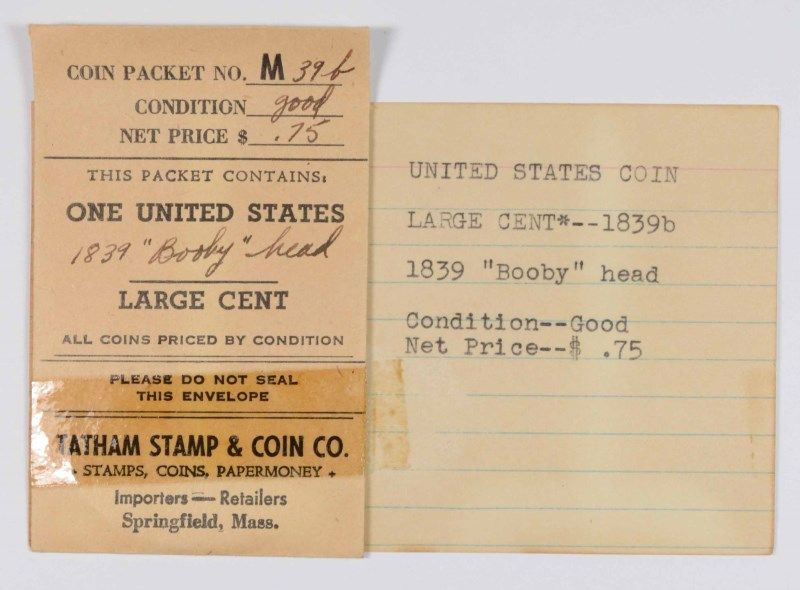 COIN PACKET NO. M 39b
CONDITION good
NET PRICE $ .75
THIS PACKET CONTAINS:
ONE UNITED STATES
1839 "Booby" head
LARGE CENT
ALL COINS PRICED BY CONDITION
PLEASE DO NOT SEAL
THIS ENVELOPE
TATHAM STAMP & COIN CO.
STAMPS, COINS, PAPERMONEY
Importers — Retailers
Springfield, Mass.
UNITED STATES COIN
LARGE CENT*--1839b
1839 "Booby" head
Condition--Good
Net Price--$ .75